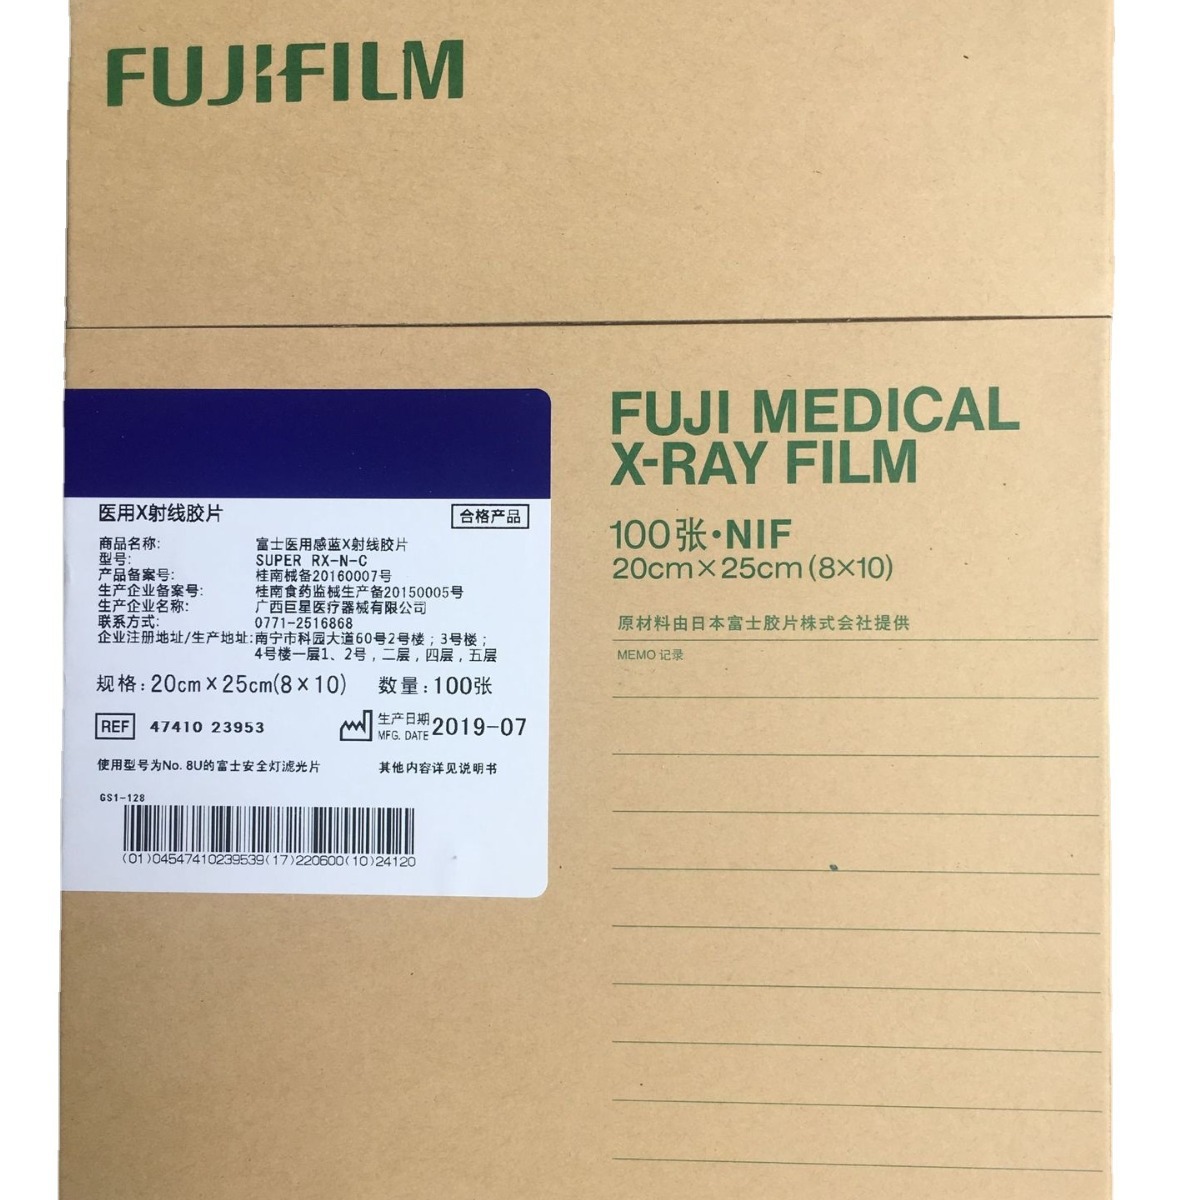 FUJIFILM
FUJI MEDICAL
X-RAY FILM
100张·NIF
20cm×25cm(8×10)
原材料由日本富士胶片株式会社提供
MEMO 记录
医用X射线胶片
合格产品
商品名称: 富士医用感蓝X射线胶片
型号: SUPER RX-N-C
产品备案号: 桂南械备20160007号
生产企业备案号: 桂南食药监械生产备20150005号
生产企业名称: 广西巨星医疗器械有限公司
联系方式: 0771-2516868
企业注册地址/生产地址:南宁市科园大道60号2号楼;3号楼;
4号楼一层1、2号,二层,四层,五层
规格:20cm×25cm(8×10) 数量:100张
REF 47410 23953
生产日期
MFG. DATE 2019-07
使用型号为No. 8U的富士安全灯滤光片 其他内容详见说明书
GS1-128
(01)04547410239539(17)220600(10)24120